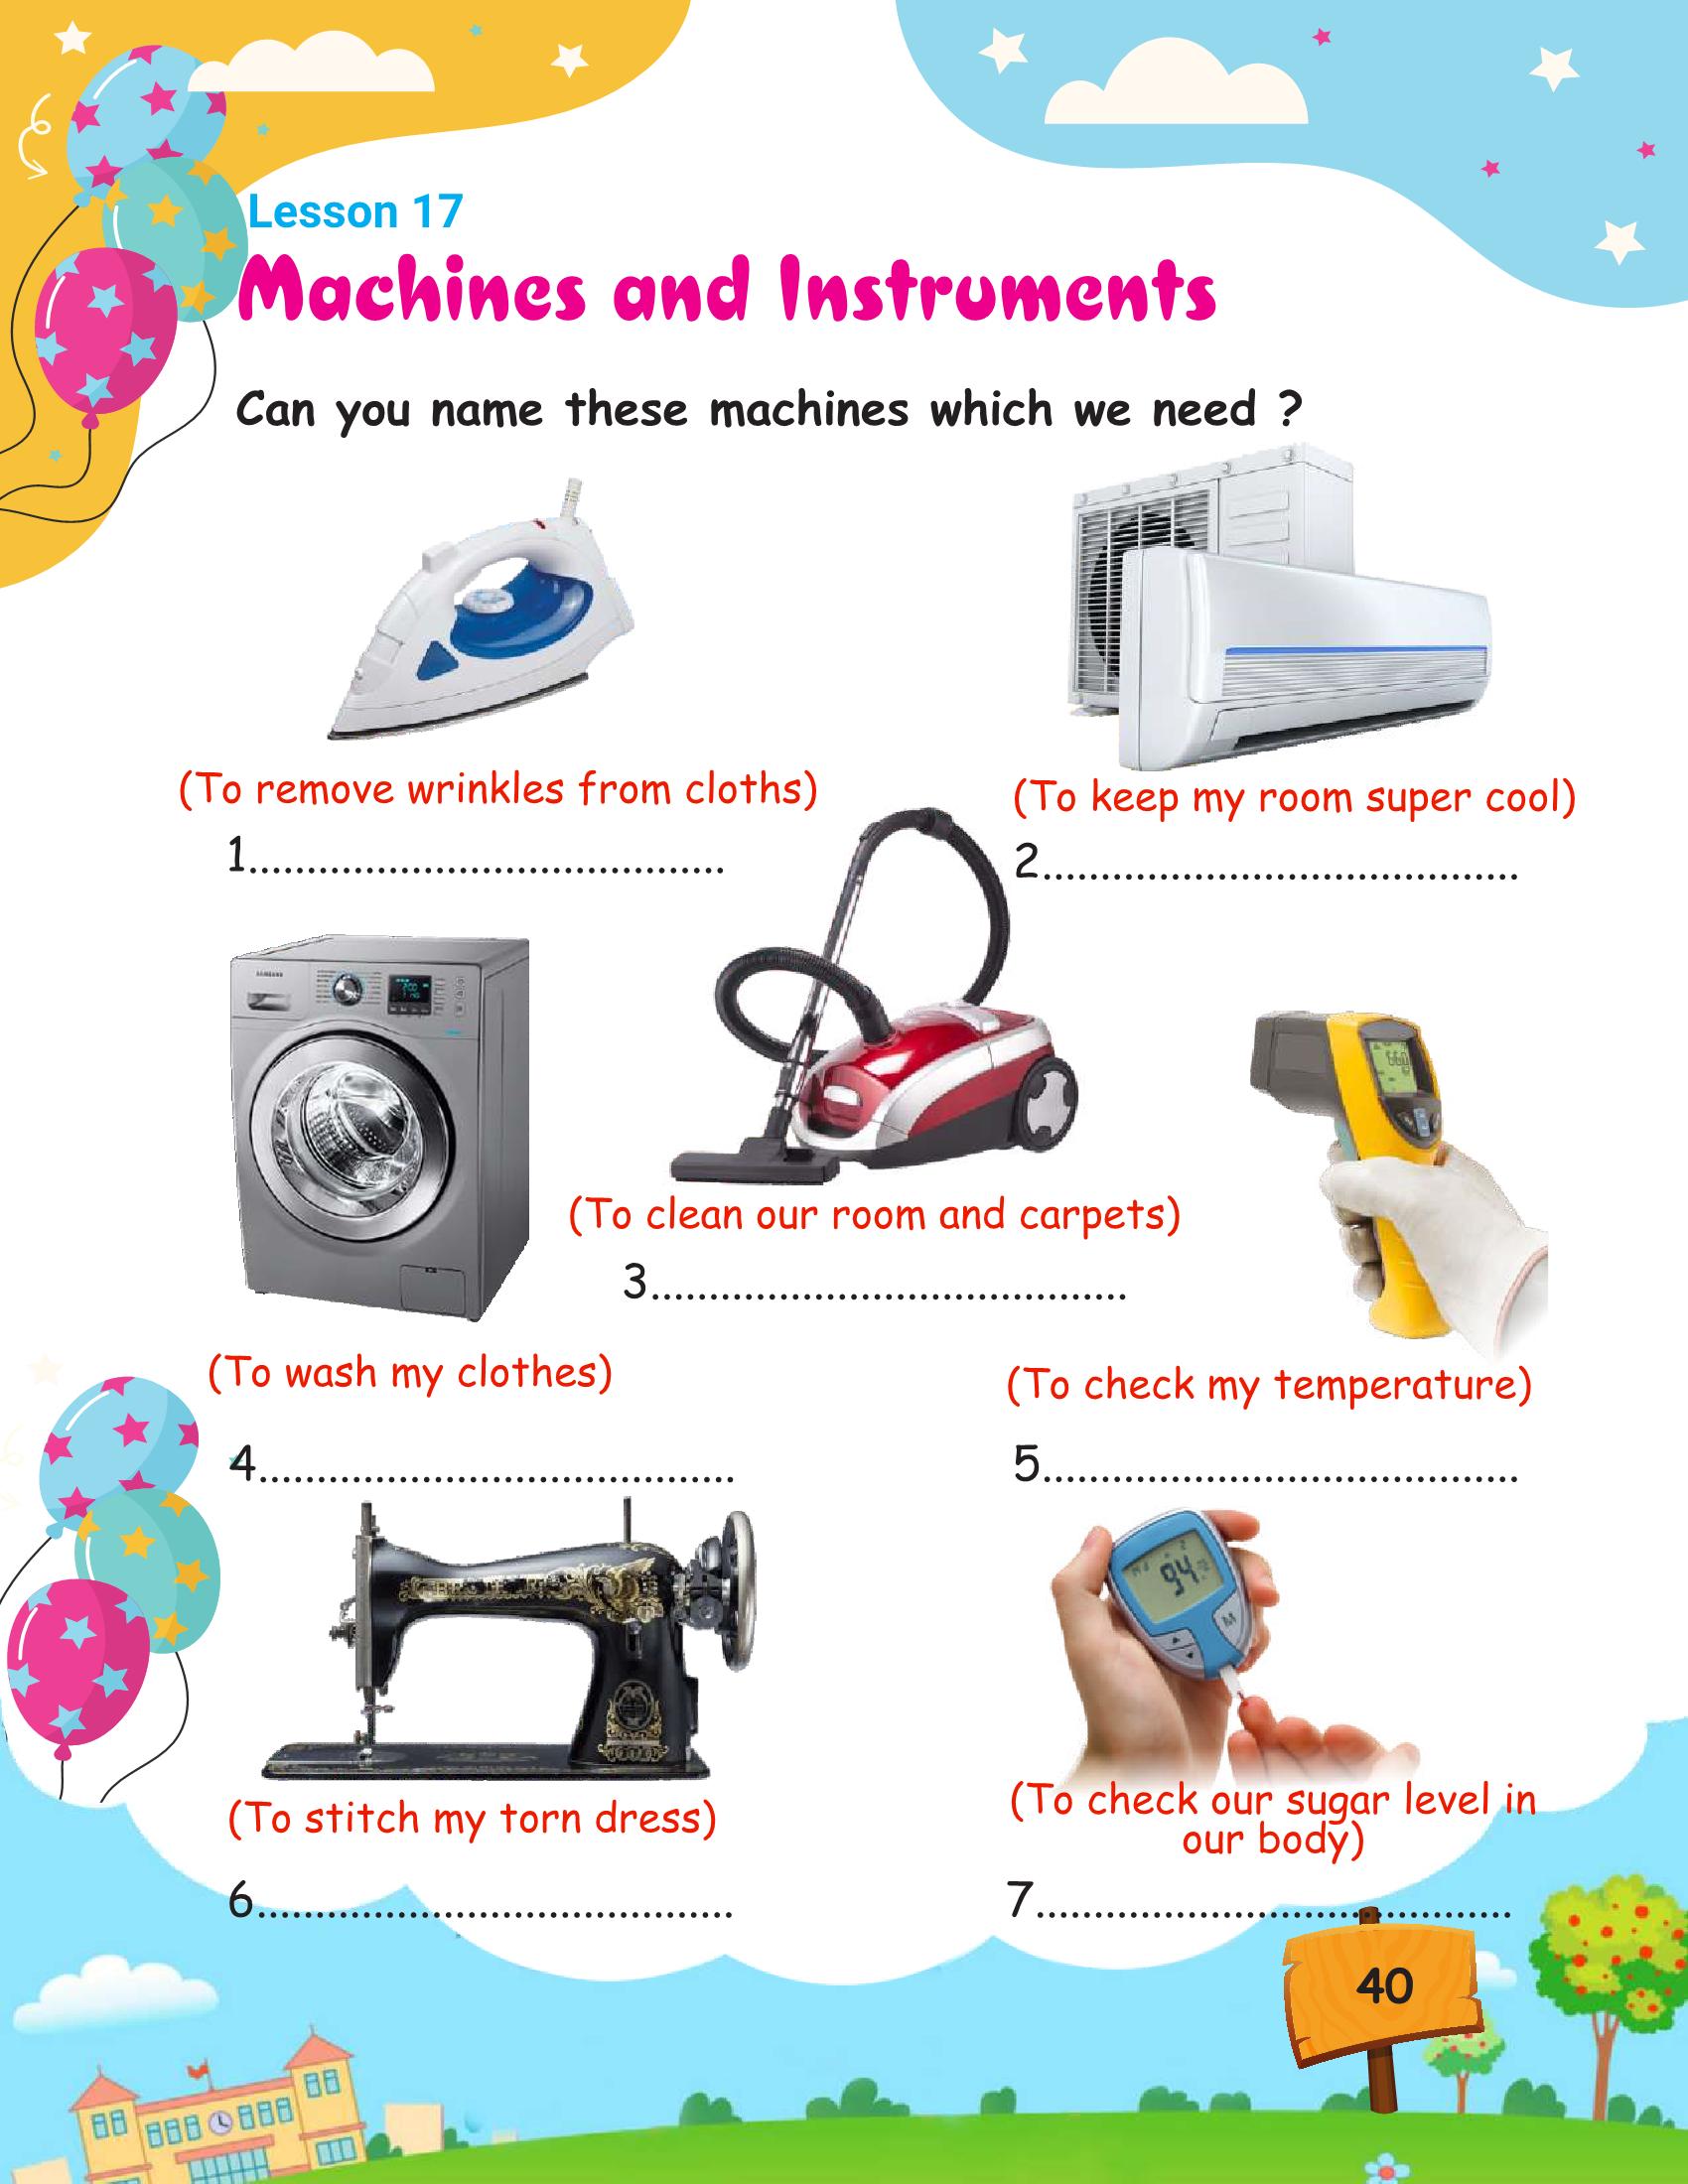 Lesson 17
Machines and Instruments
Can you name these machines which we need ?
(To remove wrinkles from cloths)
(To keep my room super cool)
1........................................
2........................................
SAMSUNG
(To clean our room and carpets)
3........................................
(To wash my clothes)
(To check my temperature)
4........................................
5........................................
94
M
(To stitch my torn dress)
(To check our sugar level in
our body)
6........................................
7........................................
40